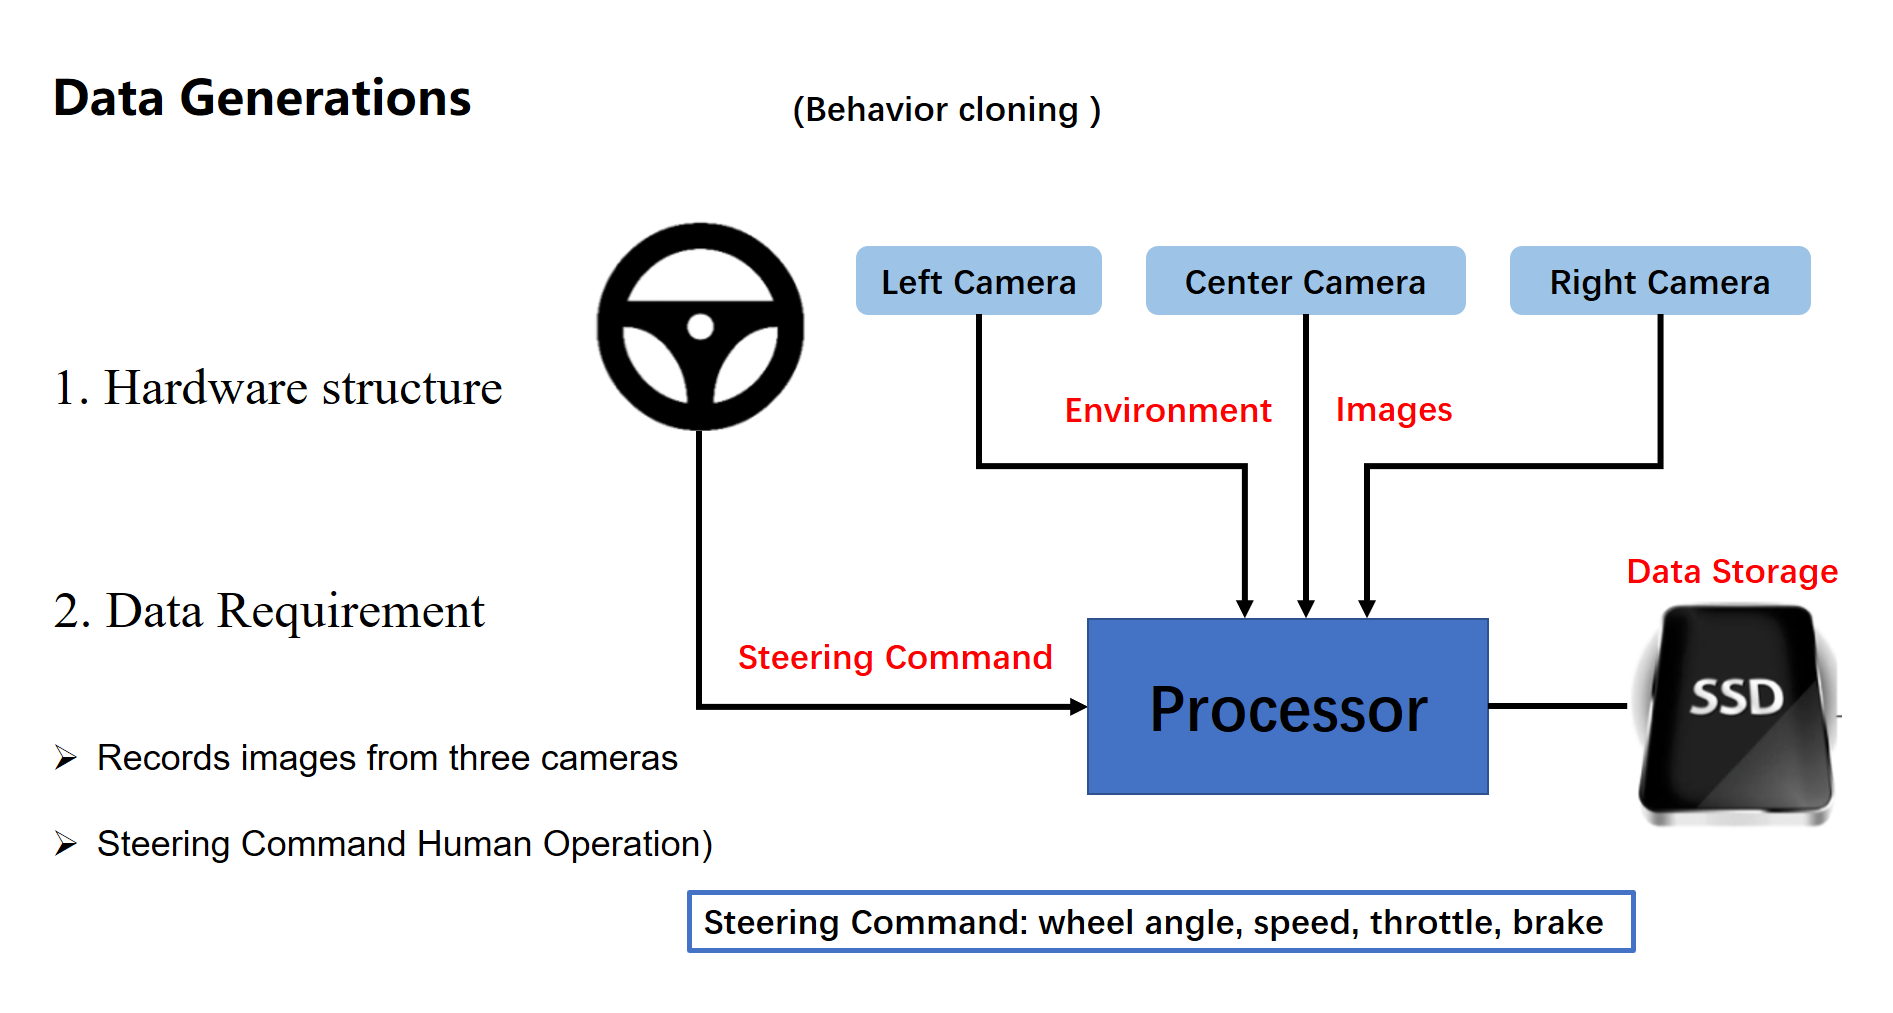 Data Generations
(Behavior cloning )
Left Camera
Center Camera
Right Camera
1. Hardware structure
Environment
Images
Data Storage
2. Data Requirement
Steering Command
Processor
SSD
➢ Records images from three cameras
➢ Steering Command Human Operation)
Steering Command: wheel angle, speed, throttle, brake